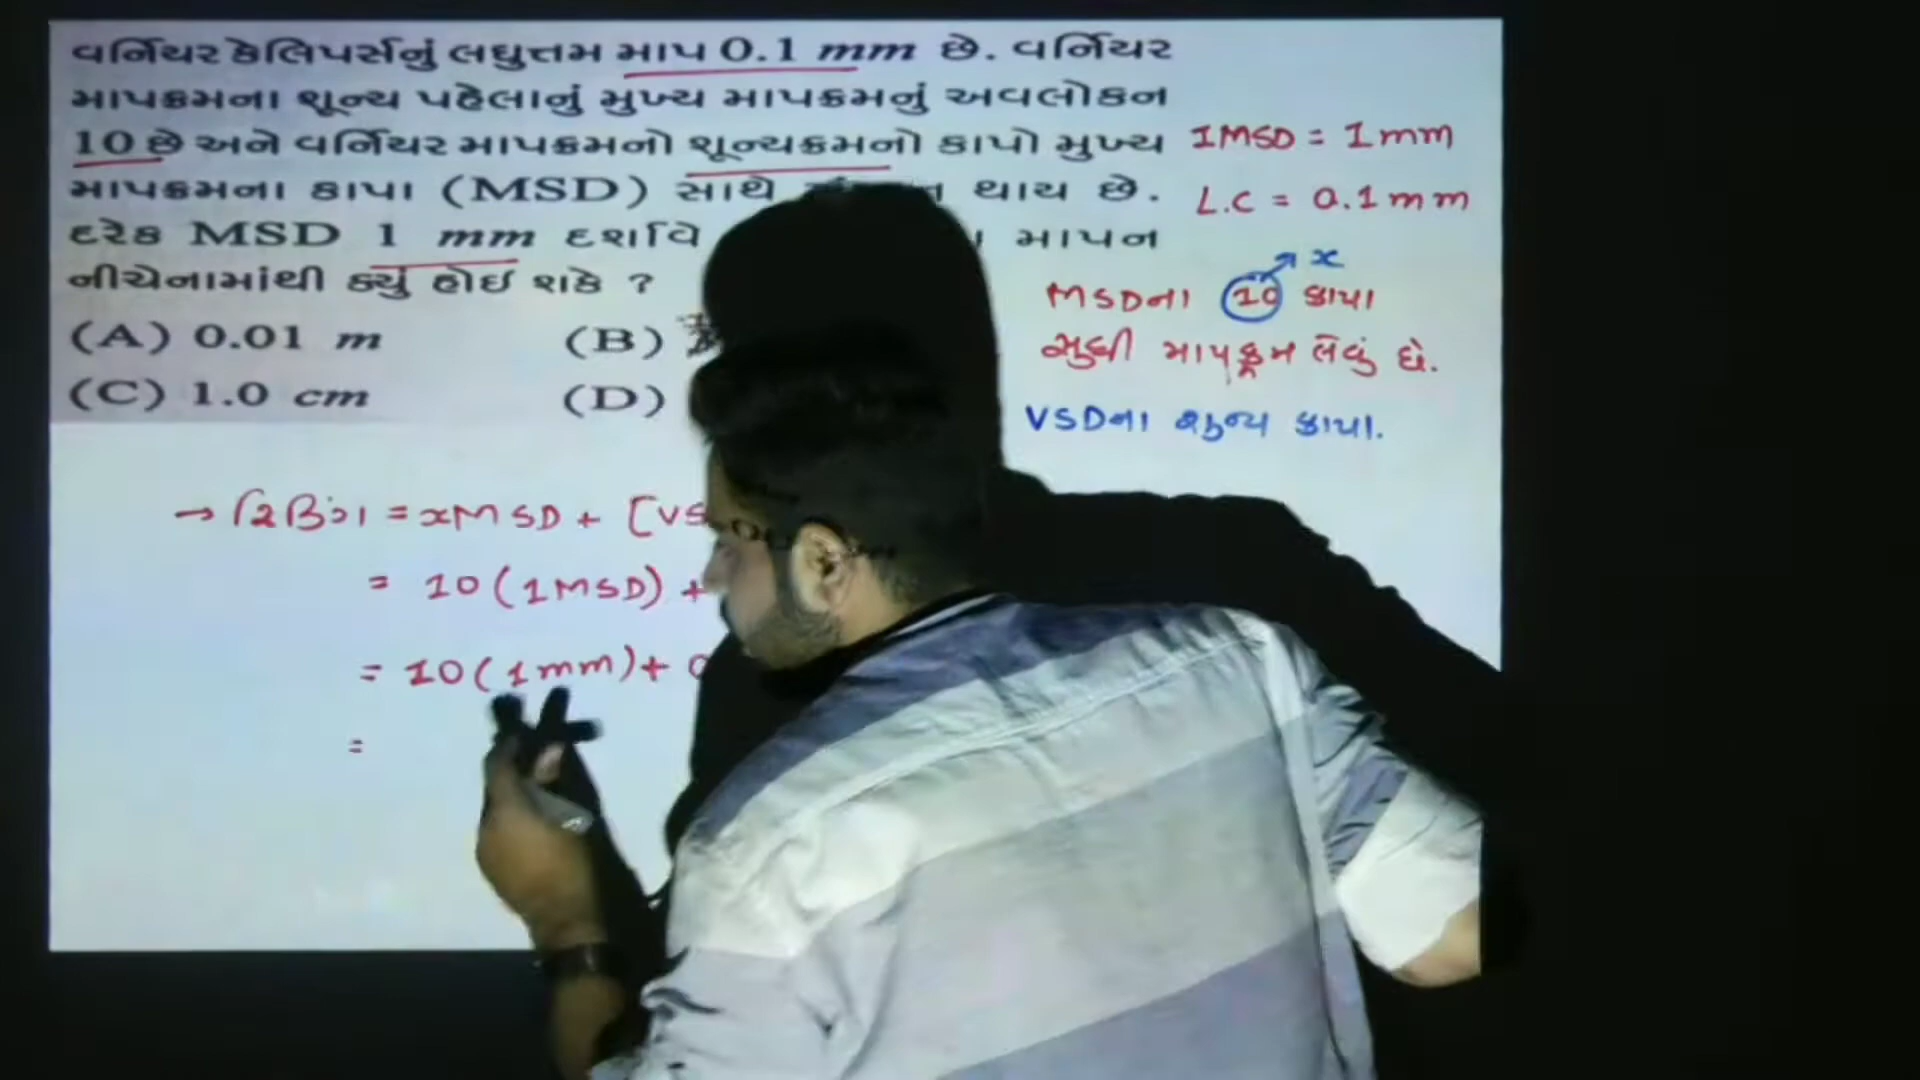 વર્નિયર કેલિપર્સનું લઘુત્તમ માપ 0.1 mm છે. વર્નિયર
માપક્રમના શૂન્ય પહેલાનું મુખ્ય માપક્રમનું અવલોકન
10 છે અને વર્નિયર માપક્રમનો શૂન્યક્રમનો કાપો મુખ્ય
માપક્રમના કાપા (MSD) સાથે થાય છે.
દરેક MSD 1 mm દર્શાવે માપન
નીચેનામાંથી ક્યું હોઇ શકે ?
(A) 0.01 m (B)
(C) 1.0 cm (D)
1MSD = 1mm
L.C = 0.1mm
x
MSDના 10 કાપા
સુધી માપક્રમ લેવું છે.
VSDના શૂન્ય કાપા.
→ રિડિંગ = xMSD + [VS
= 10 (1MSD) +
= 10 (1mm) + 0
=